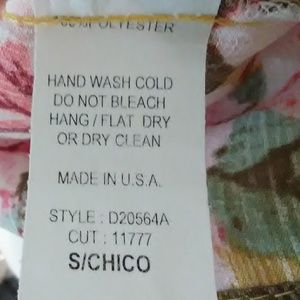 POLYESTER
HAND WASH COLD
DO NOT BLEACH
HANG / FLAT DRY
OR DRY CLEAN
MADE IN U.S.A.
STYLE : D20564A
CUT : 11777
S/CHICO